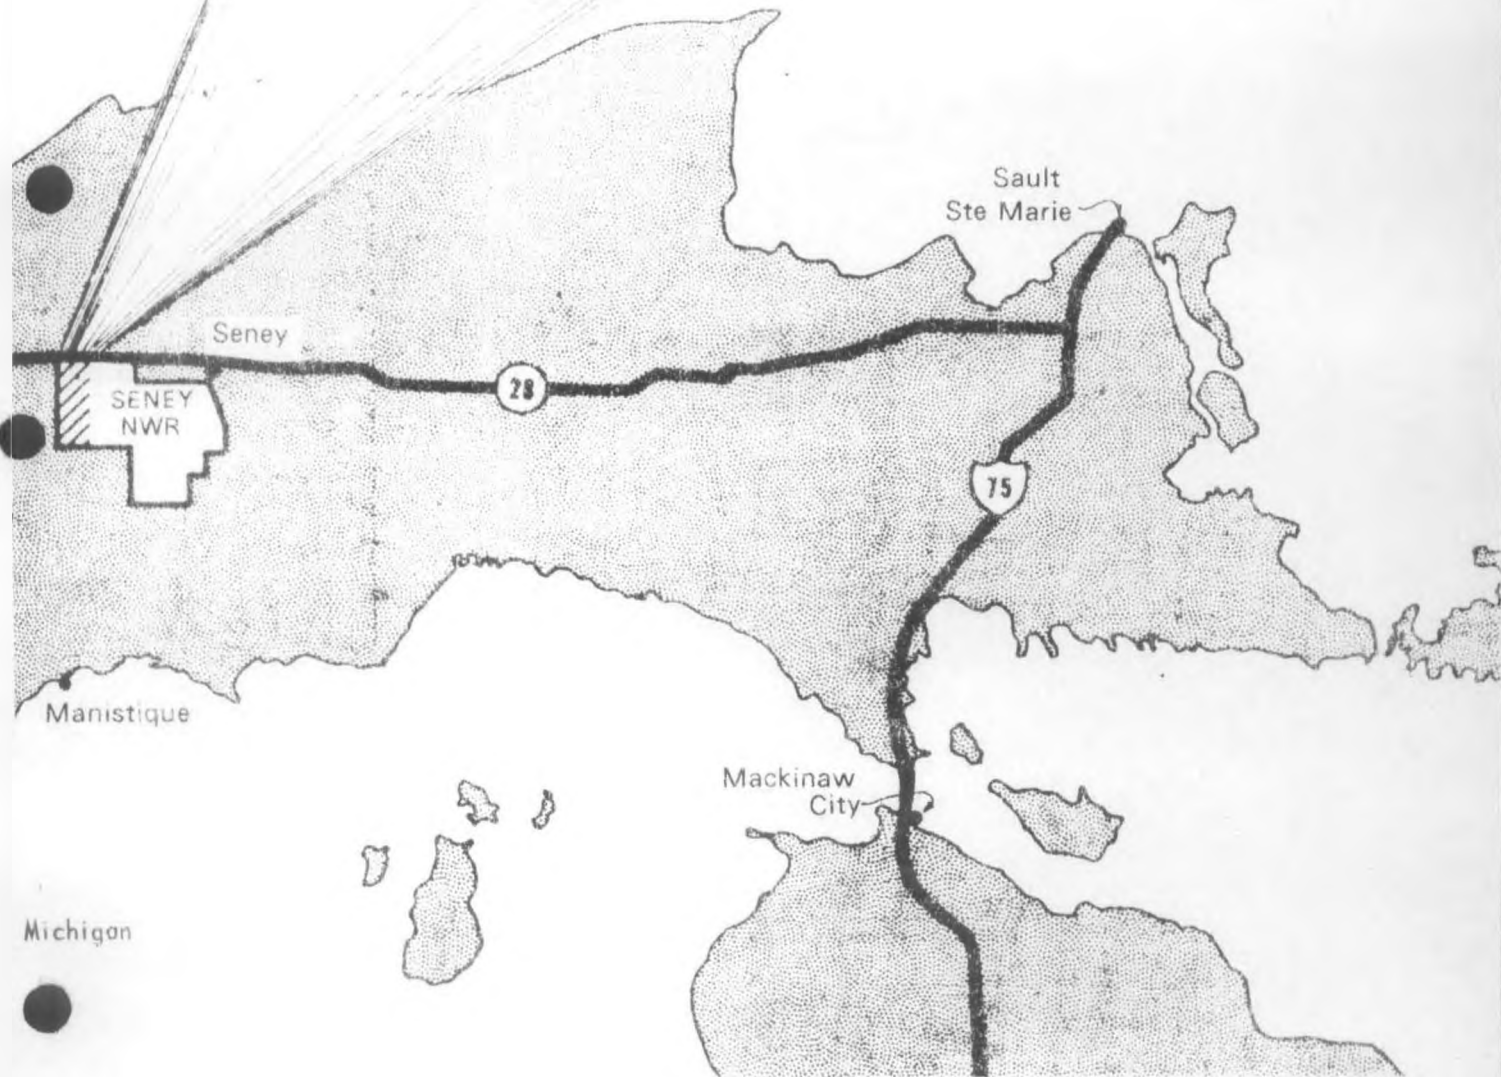 Sault
Ste Marie
Seney
28
SENEY
NWR
75
Manistique
Mackinaw
City
Michigan